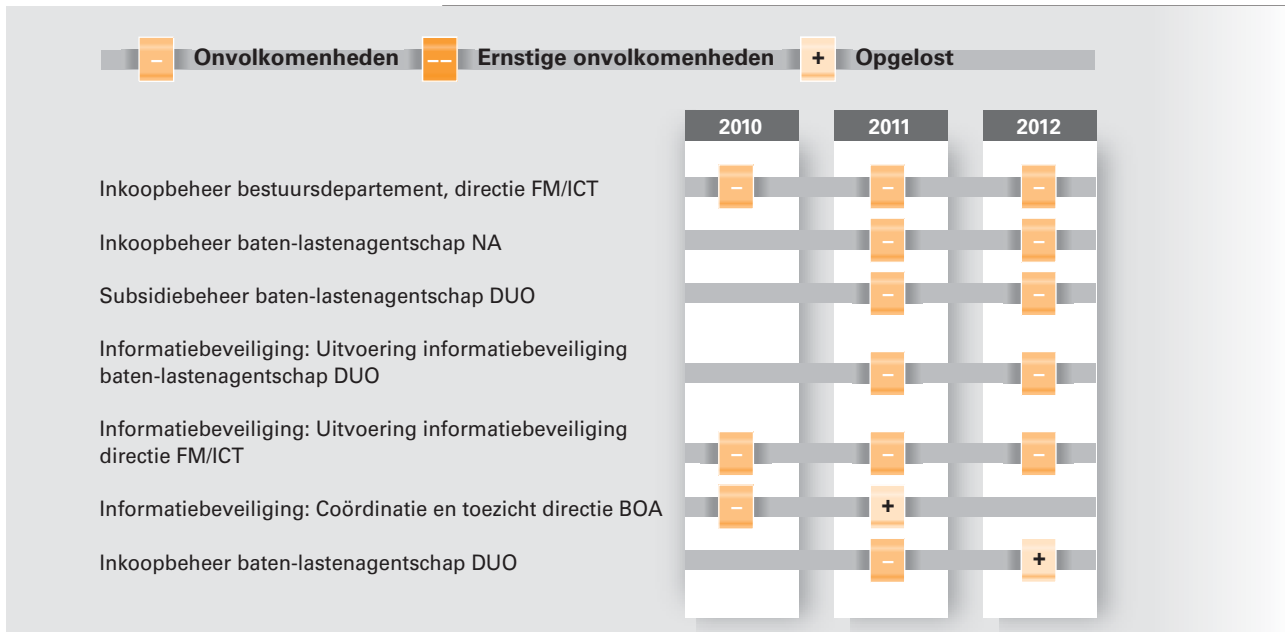 – Onvolkomenheden –– Ernstige onvolkomenheden + Opgelost
2010 2011 2012
Inkoopbeheer bestuursdepartement, directie FM/ICT – – –
Inkoopbeheer baten-lastenagentschap NA – –
Subsidiebeheer baten-lastenagentschap DUO – –
Informatiebeveiliging: Uitvoering informatiebeveiliging
baten-lastenagentschap DUO – –
Informatiebeveiliging: Uitvoering informatiebeveiliging
directie FM/ICT – – –
Informatiebeveiliging: Coördinatie en toezicht directie BOA – +
Inkoopbeheer baten-lastenagentschap DUO – +